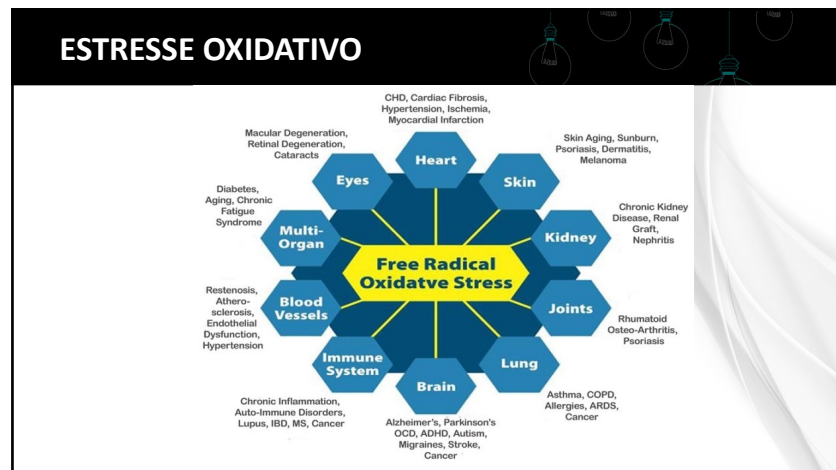 ESTRESSE OXIDATIVO
CHD, Cardiac Fibrosis,
Hypertension, Ischemia,
Myocardial Infarction
Heart
Macular Degeneration,
Retinal Degeneration,
Cataracts
Eyes
Skin Aging, Sunburn,
Psoriasis, Dermatitis,
Melanoma
Skin
Diabetes,
Aging, Chronic
Fatigue
Syndrome
Multi-
Organ
Chronic Kidney
Disease, Renal
Graft,
Nephritis
Kidney
Free Radical
Oxidatve Stress
Restenosis,
Athero-
sclerosis,
Endothelial
Dysfunction,
Hypertension
Blood
Vessels
Joints
Rhumatoid
Osteo-Arthritis,
Psoriasis
Immune
System
Chronic Inflammation,
Auto-Immune Disorders,
Lupus, IBD, MS, Cancer
Brain
Alzheimer's, Parkinson's
OCD, ADHD, Autism,
Migraines, Stroke,
Cancer
Lung
Asthma, COPD,
Allergies, ARDS,
Cancer